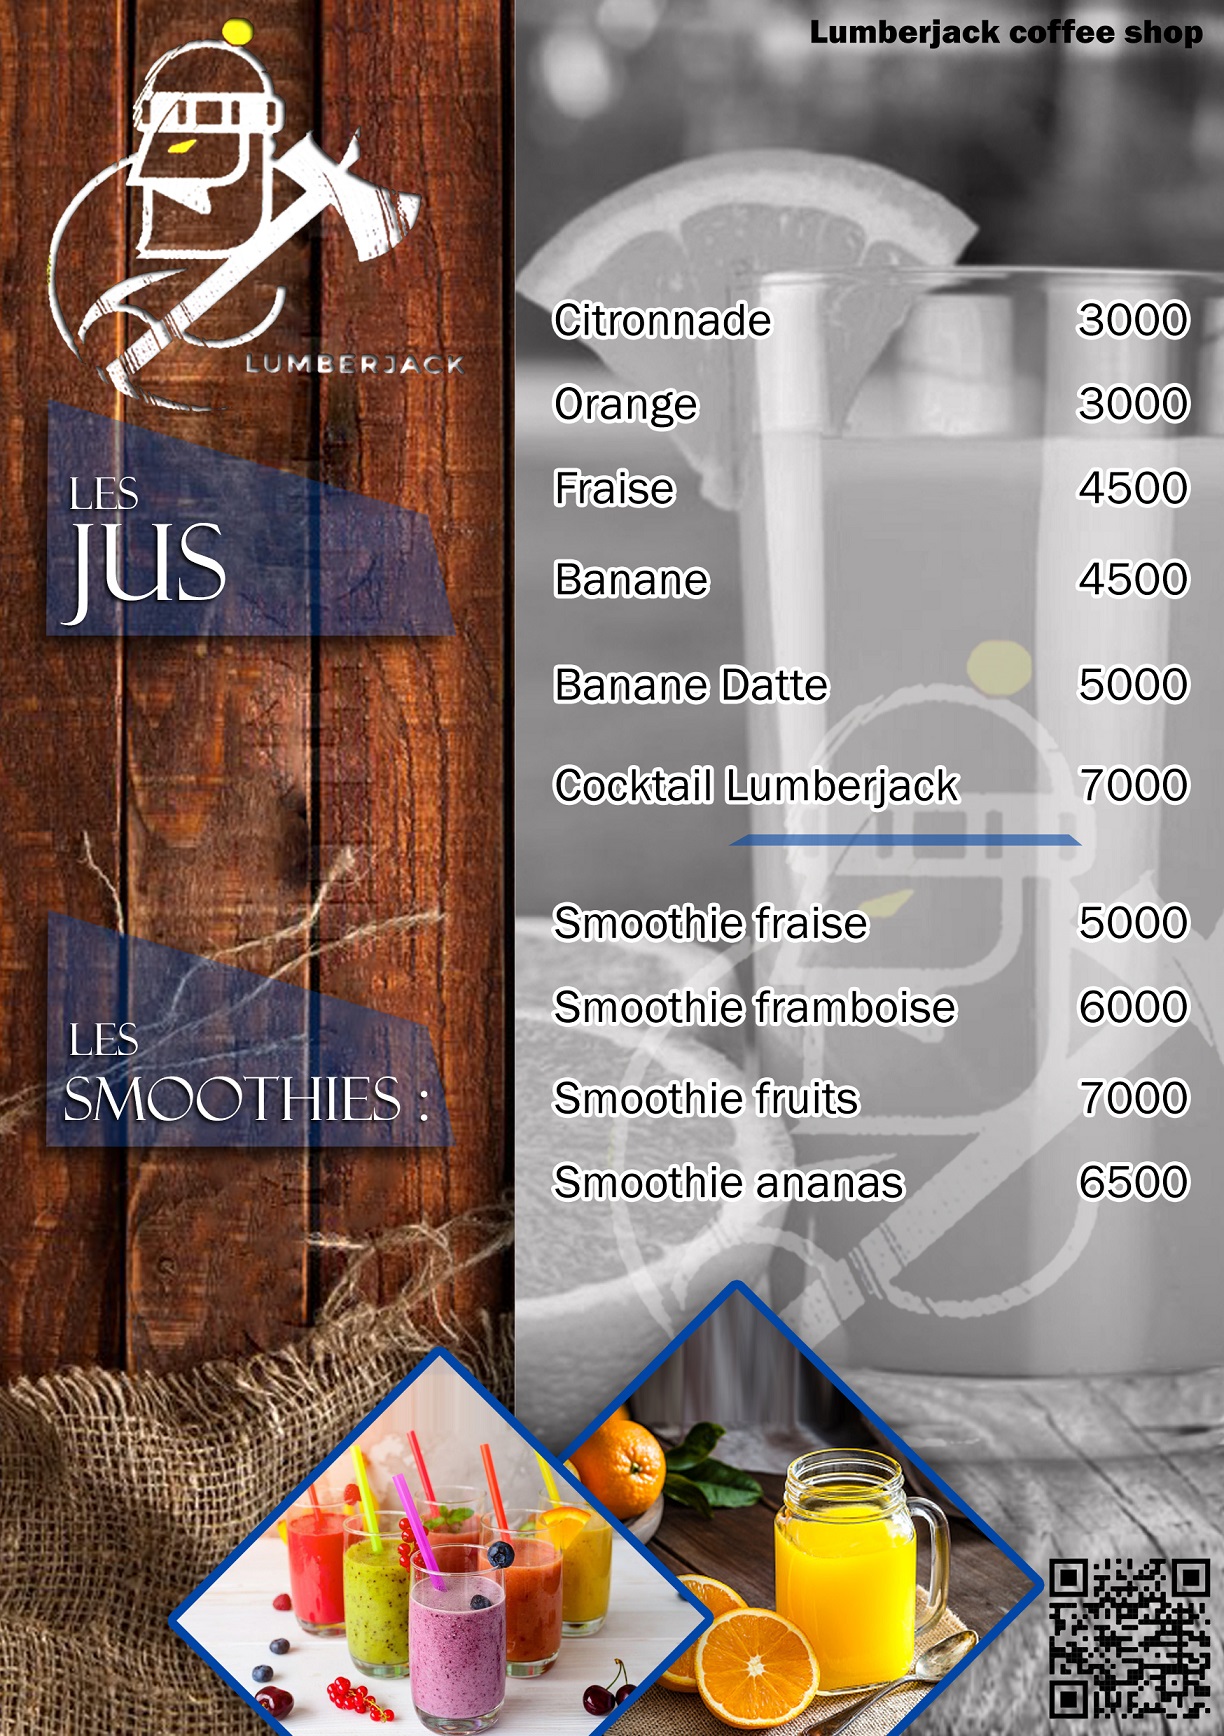 Lumberjack coffee shop
LUMBERJACK
LES
JUS
Citronnade 3000
Orange 3000
Fraise 4500
Banane 4500
Banane Datte 5000
Cocktail Lumberjack 7000
LES
SMOOTHIES :
Smoothie fraise 5000
Smoothie framboise 6000
Smoothie fruits 7000
Smoothie ananas 6500